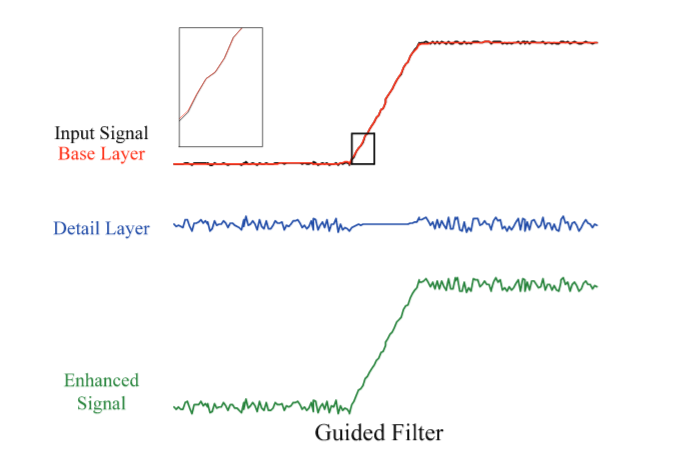 Input Signal
Base Layer
Detail Layer
Enhanced
Signal
Guided Filter